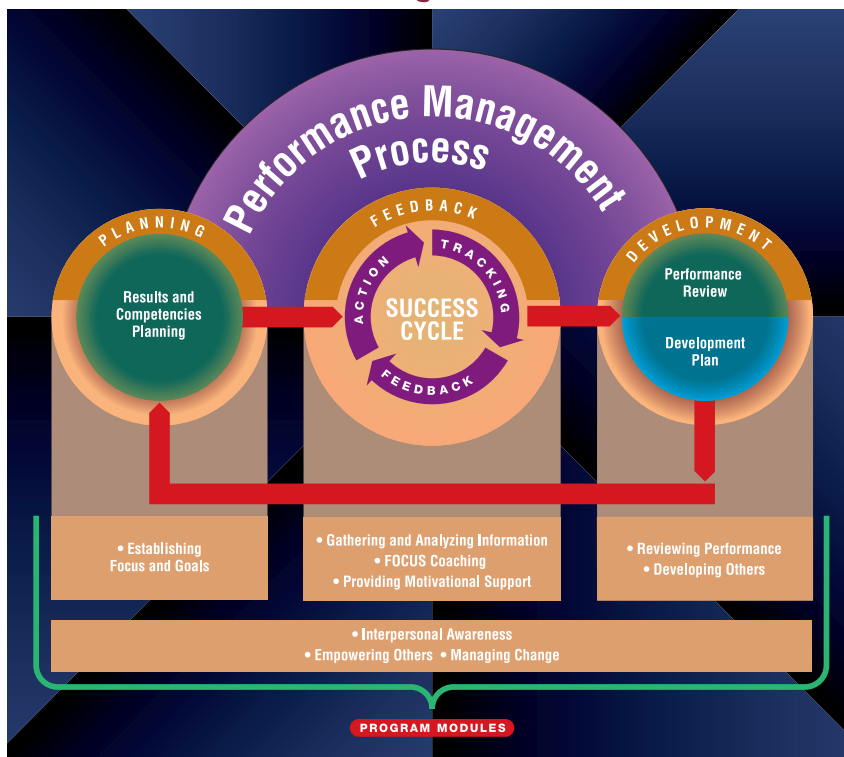 Performance Management
Process
PLANNING
FEEDBACK
DEVELOPMENT
Results and
Competencies
Planning
ACTION
TRACKING
FEEDBACK
SUCCESS
CYCLE
Performance
Review
Development
Plan
• Establishing
Focus and Goals
• Gathering and Analyzing Information
• FOCUS Coaching
• Providing Motivational Support
• Reviewing Performance
• Developing Others
• Interpersonal Awareness
• Empowering Others • Managing Change
PROGRAM MODULES